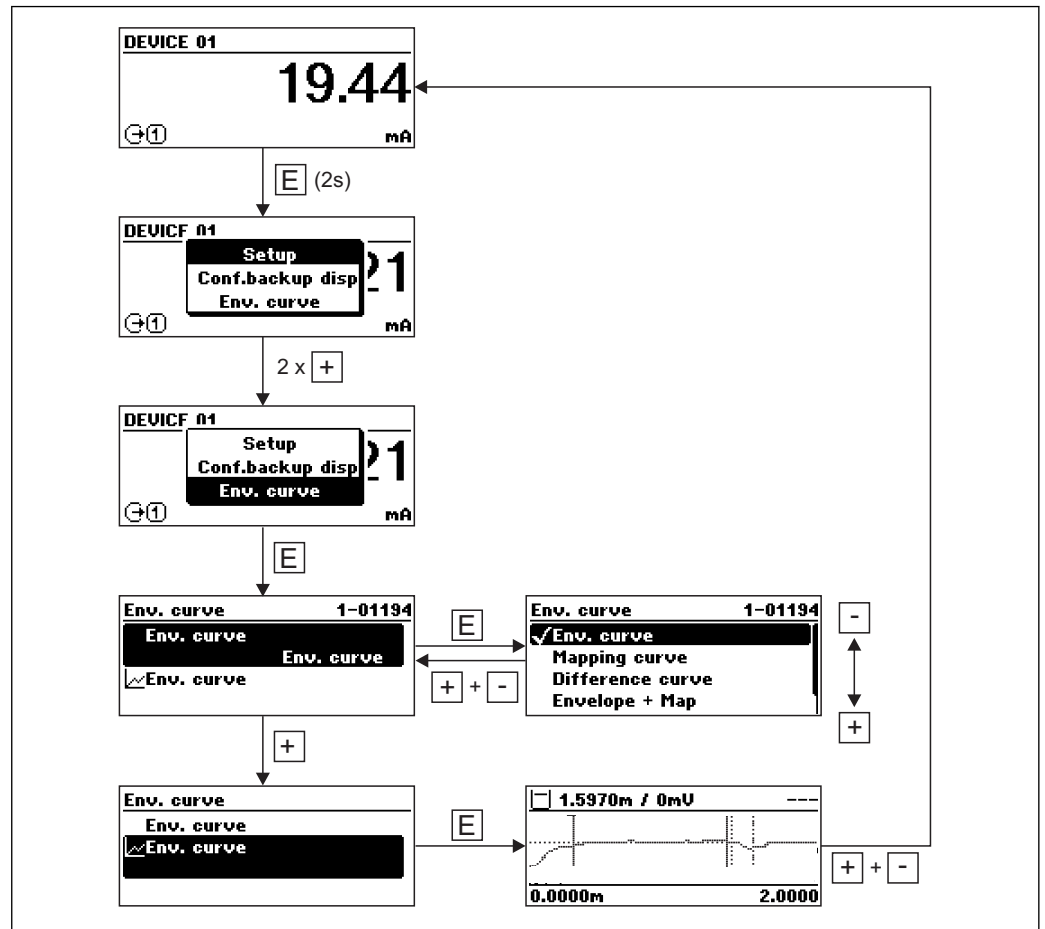 DEVICE 01
19.44
1 mA
E (2s)
DEVICE 01
Setup
Conf.backup disp
Env. curve
21
1 mA
2 x +
DEVICE 01
Setup
Conf.backup disp
Env. curve
21
1 mA
E
Env. curve 1-01194
Env. curve
Env. curve
Env. curve
E
+ + -
Env. curve 1-01194
✓Env. curve
Mapping curve
Difference curve
Envelope + Map
-
+
+
Env. curve
Env. curve
Env. curve
E
1.5970m / 0mV ---
0.0000m 2.0000
+ + -